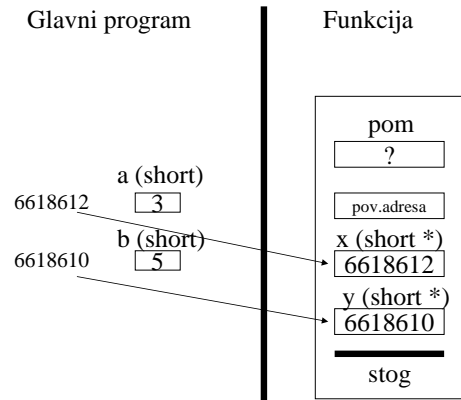 Glavni program
Funkcija
a (short)
6618612
3
b (short)
6618610
5
pom
?
pov.adresa
x (short *)
6618612
y (short *)
6618610
stog